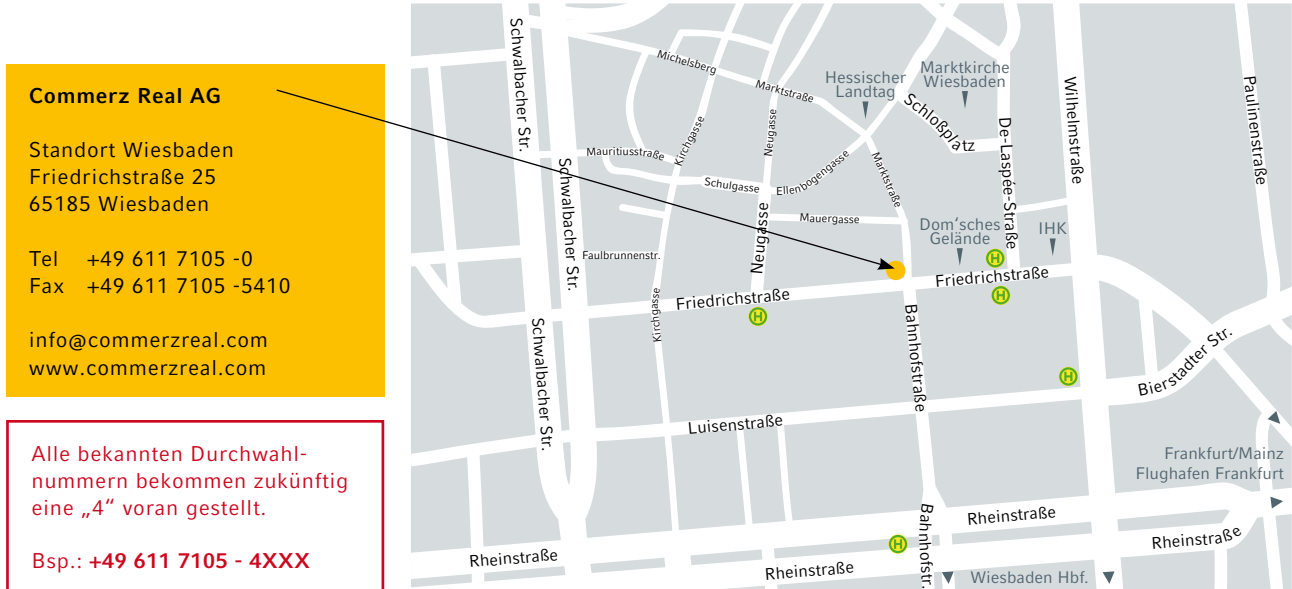 Commerz Real AG
Standort Wiesbaden
Friedrichstraße 25
65185 Wiesbaden
Tel +49 611 7105 -0
Fax +49 611 7105 -5410
info@commerzreal.com
www.commerzreal.com
Alle bekannten Durchwahl-
nummern bekommen zukünftig
eine „4“ voran gestellt.
Bsp.: +49 611 7105 - 4XXX
Schwalbacher Str.
Michelsberg
Marktstraße
Hessischer
Landtag
Marktkirche
Wiesbaden
Schloßplatz
Wilhelmstraße
Paulinenstraße
De-Laspée-Straße
Kirchgasse
Neugasse
Mauritiusstraße
Schulgasse
Ellenbogengasse
Marktstraße
Schwalbacher Str.
Mauergasse
Neugasse
Dom‘sches
Gelände
IHK
Faulbrunnenstr.
H
Friedrichstraße
Friedrichstraße
H
H
Kirchgasse
Bahnhofstraße
Schwalbacher Str.
H
Bierstadter Str.
Luisenstraße
Frankfurt/Mainz
Flughafen Frankfurt
Rheinstraße
Bahnhofstr.
H
Rheinstraße
Rheinstraße
Rheinstraße
Wiesbaden Hbf.